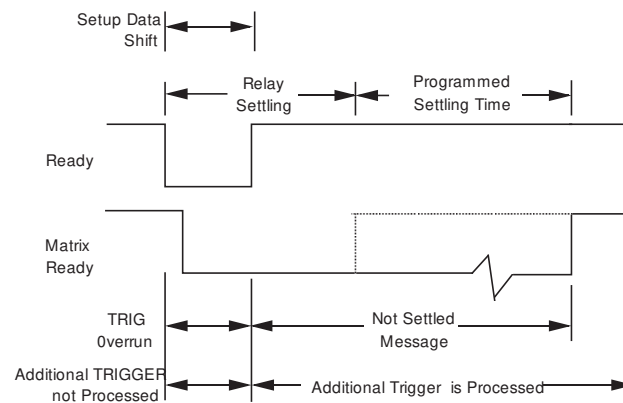 Setup Data
Shift
Relay
Settling
Programmed
Settling Time
Ready
Matrix
Ready
TRIG
0verrun
Not Settled
Message
Additional TRIGGER
not Processed
Additional Trigger is Processed